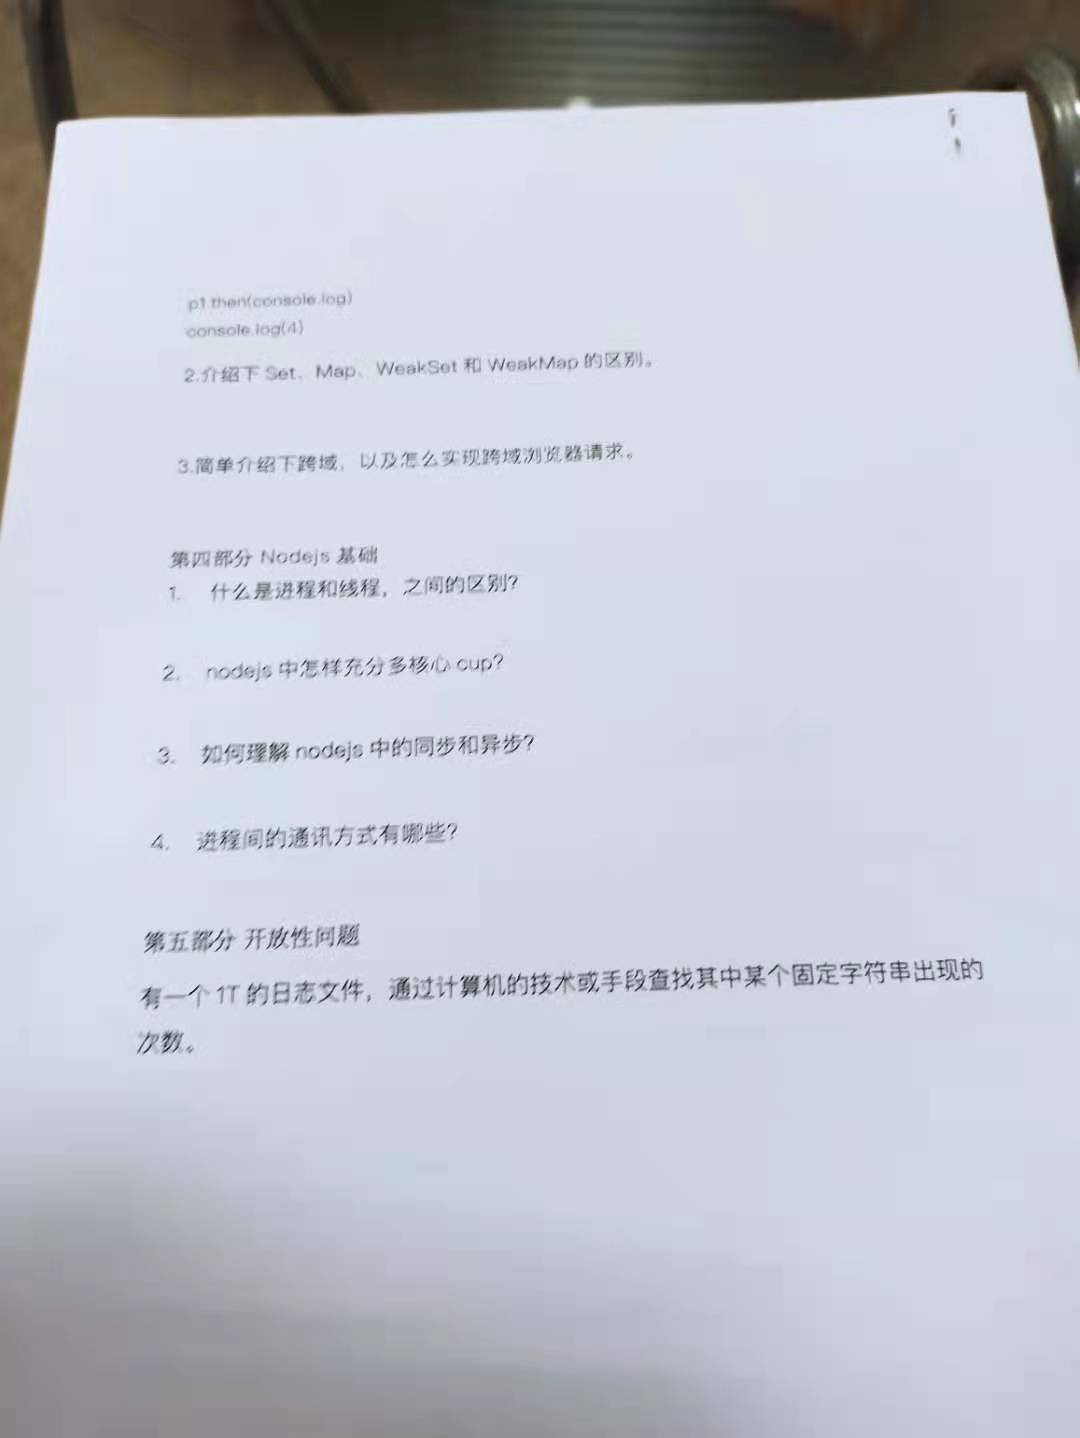 p1.then(console.log)
console.log(4)
2.介绍下 Set、Map、WeakSet 和 WeakMap 的区别。
3.简单介绍下跨域，以及怎么实现跨域浏览器请求。
第四部分 Nodejs 基础
1. 什么是进程和线程，之间的区别？
2. nodejs 中怎样充分多核心 cup？
3. 如何理解 nodejs 中的同步和异步？
4. 进程间的通讯方式有哪些？
第五部分 开放性问题
有一个 1T 的日志文件，通过计算机的技术或手段查找其中某个固定字符串出现的
次数。